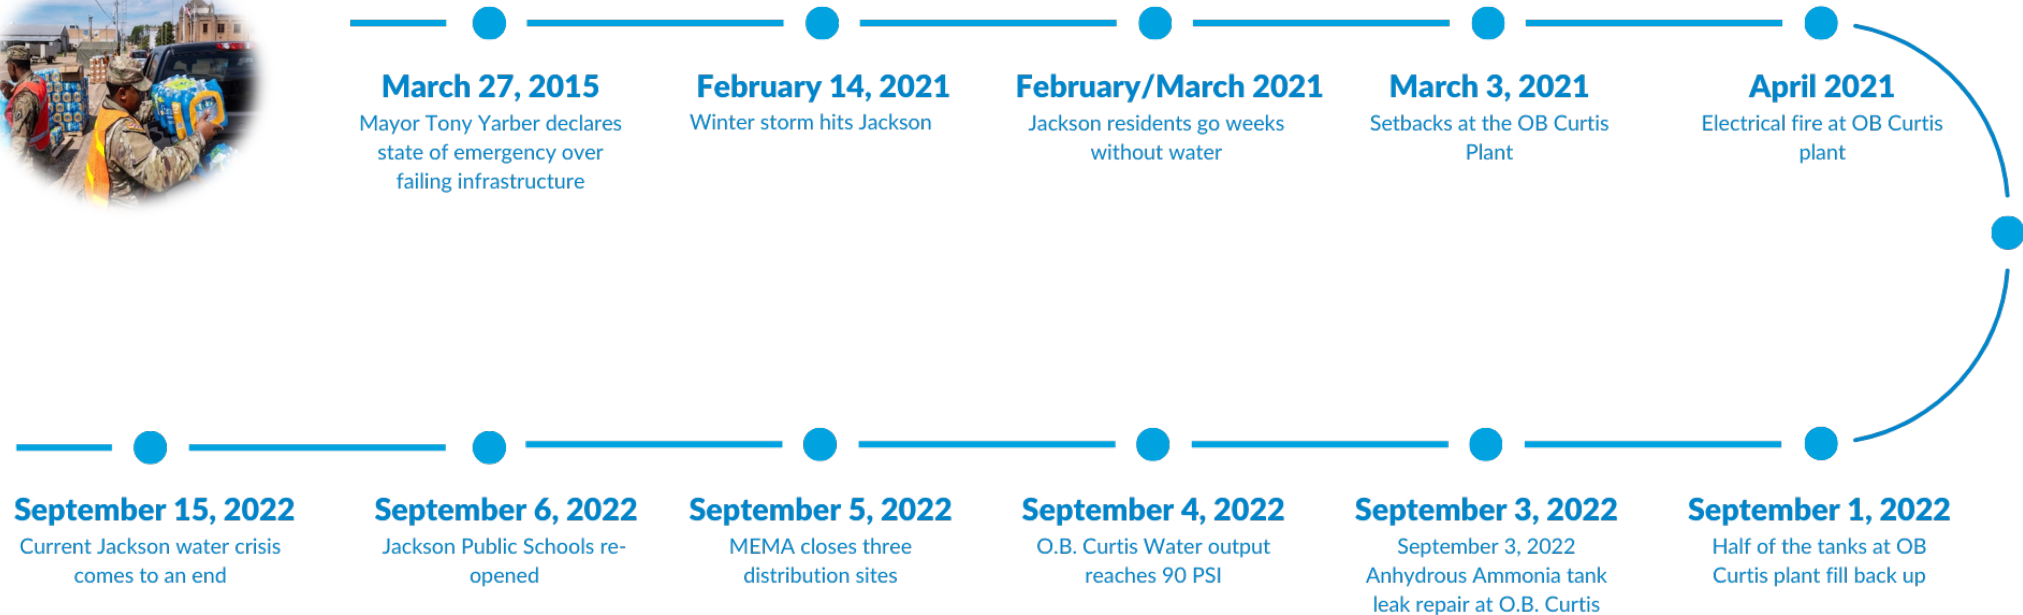 March 27, 2015
Mayor Tony Yarber declares
state of emergency over
failing infrastructure
February 14, 2021
Winter storm hits Jackson
February/March 2021
Jackson residents go weeks
without water
March 3, 2021
Setbacks at the OB Curtis
Plant
April 2021
Electrical fire at OB Curtis
plant
September 15, 2022
Current Jackson water crisis
comes to an end
September 6, 2022
Jackson Public Schools re-
opened
September 5, 2022
MEMA closes three
distribution sites
September 4, 2022
O.B. Curtis Water output
reaches 90 PSI
September 3, 2022
September 3, 2022
Anhydrous Ammonia tank
leak repair at O.B. Curtis
September 1, 2022
Half of the tanks at OB
Curtis plant fill back up